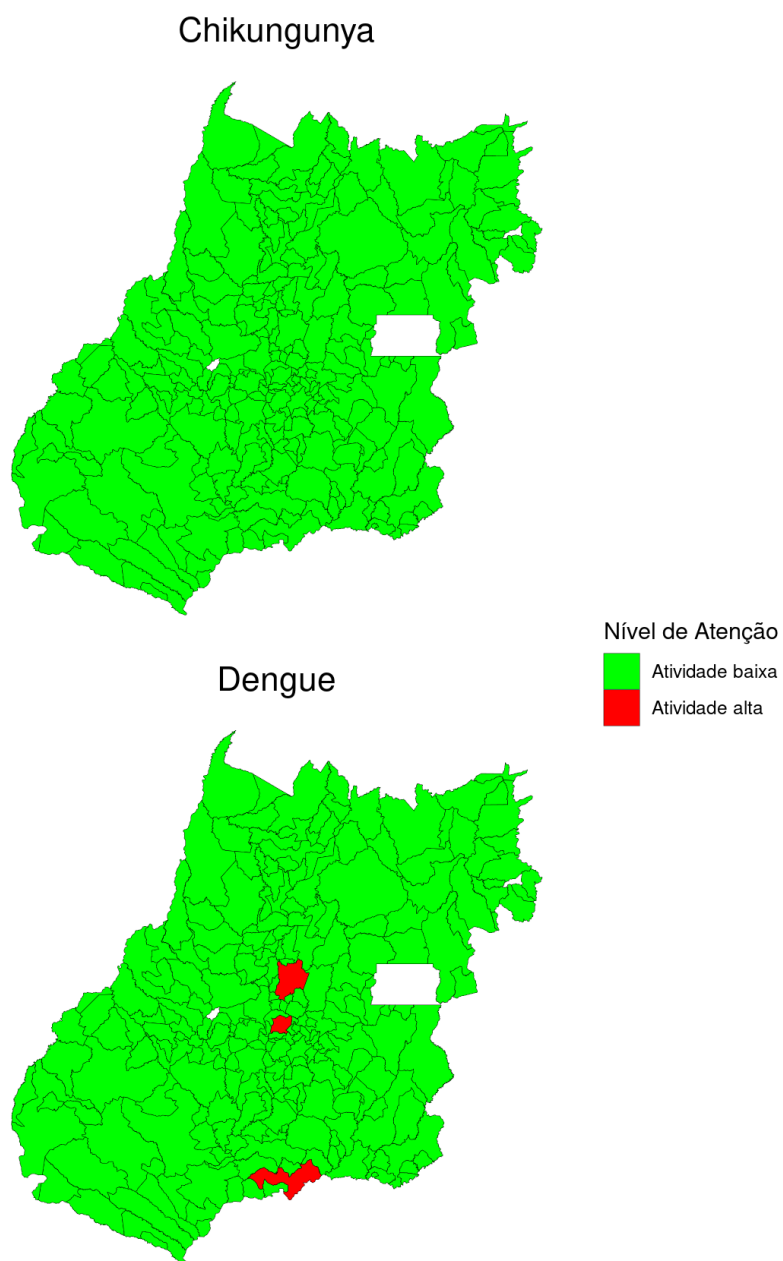 Chikungunya
Nível de Atenção
Atividade baixa
Atividade alta
Dengue